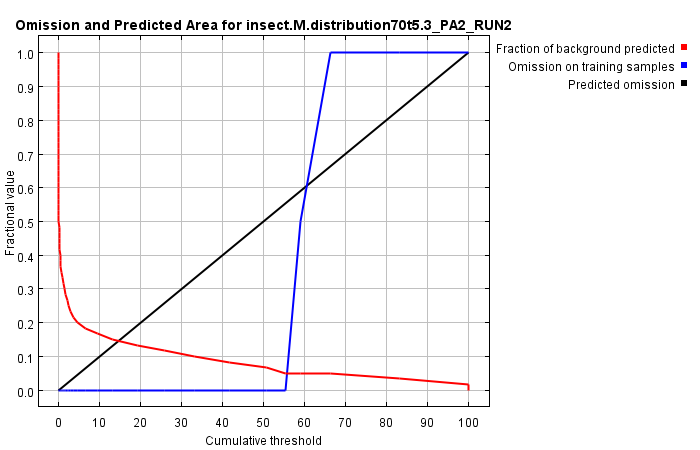 Omission and Predicted Area for insect.M.distribution70t5.3_PA2_RUN2
Fraction of background predicted
Omission on training samples
Predicted omission
Fractional value
1.0
0.9
0.8
0.7
0.6
0.5
0.4
0.3
0.2
0.1
0.0
0 10 20 30 40 50 60 70 80 90 100
Cumulative threshold